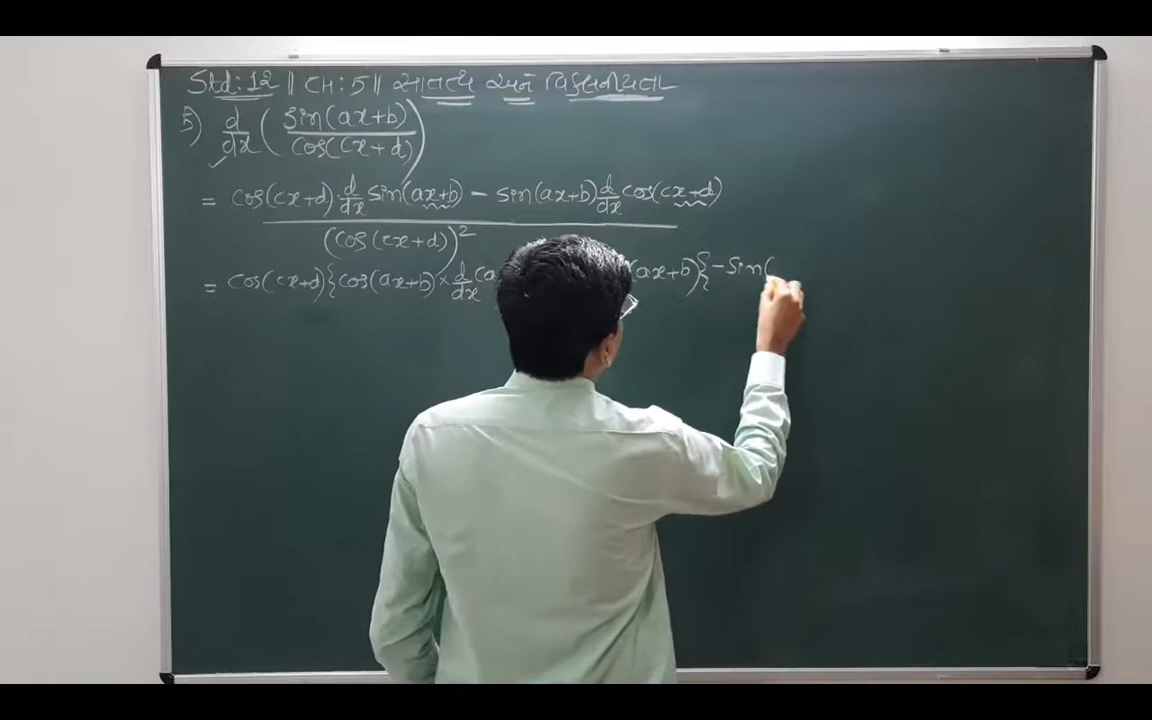 Std: 12 || CH: 5 || સાતત્ય અને વિકલનીયતા
5) d/dx ( sin(ax+b) / cos(cx+d) )
= cos(cx+d) · d/dx sin(ax+b) - sin(ax+b) d/dx cos(cx+d)
(cos(cx+d))²
= cos(cx+d) { cos(ax+b) × d/dx (ax+b) { -sin(